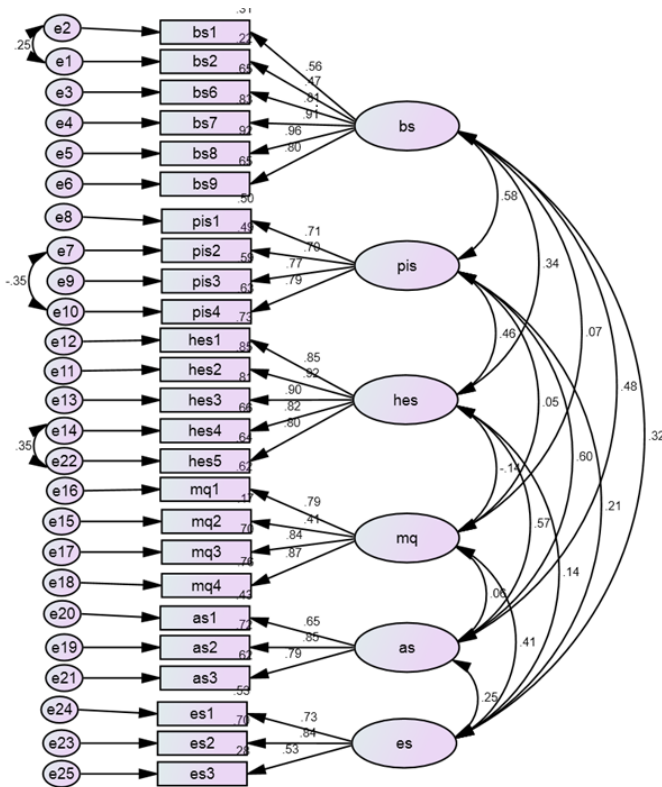 .31
e2 bs1
.22
.25
e1 bs2
.56
.65
.47
e3 bs6
.81
.83
e4 bs7
.91
bs
.92
e5 bs8
.96
.65
.80
e6 bs9
.50
.58
e8 pis1
.49
.71
e7 pis2
.70
.59
pis
.77
.34
-.35
e9 pis3
.79
.63
e10 pis4
.73
.46
.07
e12 hes1
.85
.85
e11 hes2
.92
.81
.48
.90
e13 hes3
hes
.05
.66
.82
e14 hes4
.64
.80
.32
.35
e22 hes5
.60
.62
-.14
e16 mq1
.17
.79
.21
e15 mq2
.41
.57
.70
.84
mq
e17 mq3
.87
.76
.14
e18 mq4
.43
.06
e20 as1
.72
.65
.41
e19 as2
.85
as
.62
.79
e21 as3
.53
.25
e24 es1
.73
.70
.84
e23 es2
es
.28
.53
e25 es3